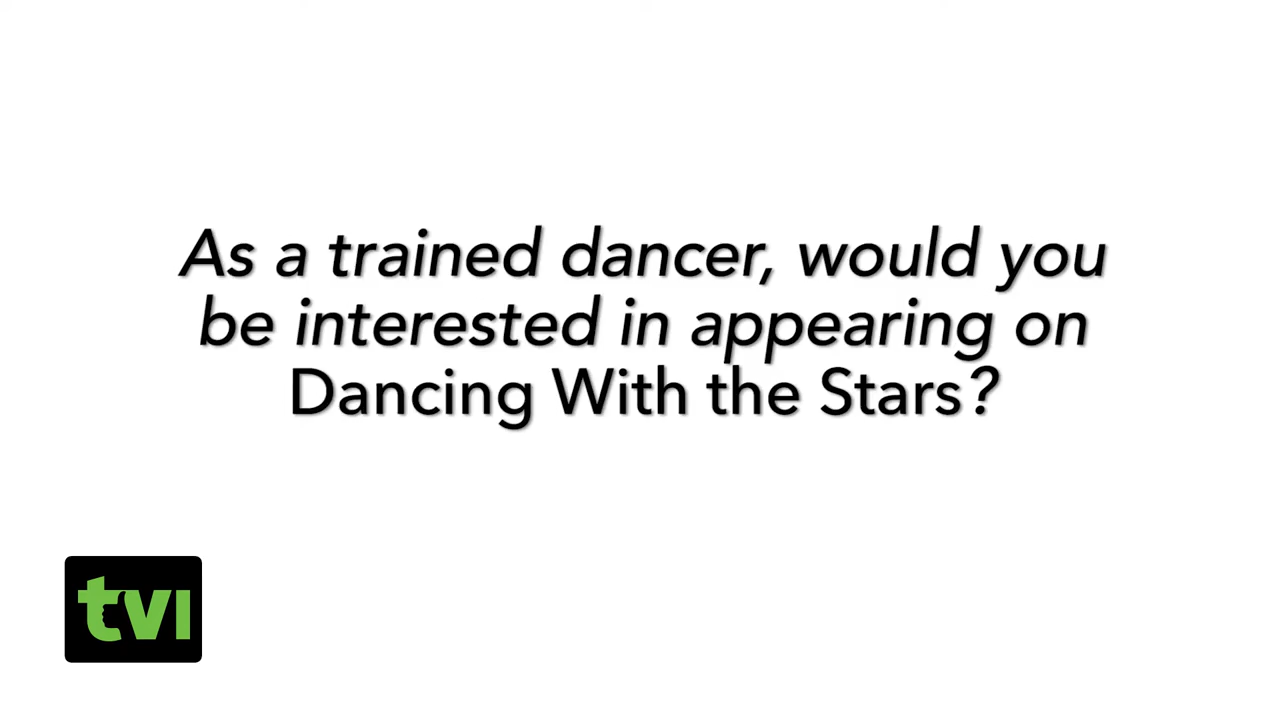 As a trained dancer, would you
be interested in appearing on
Dancing With the Stars?
tvi